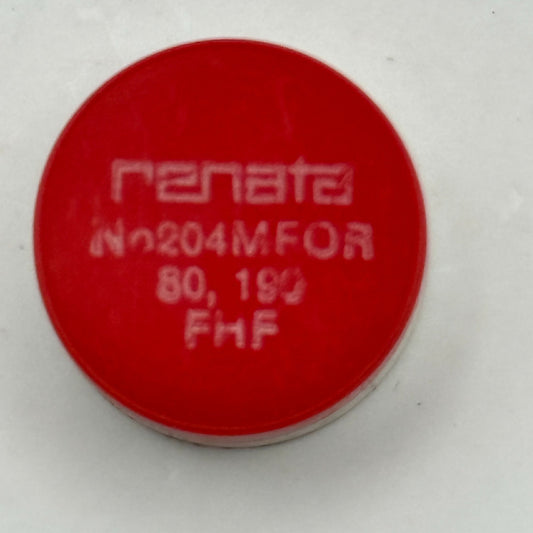 renata
No204MFOR
80, 190
FHF